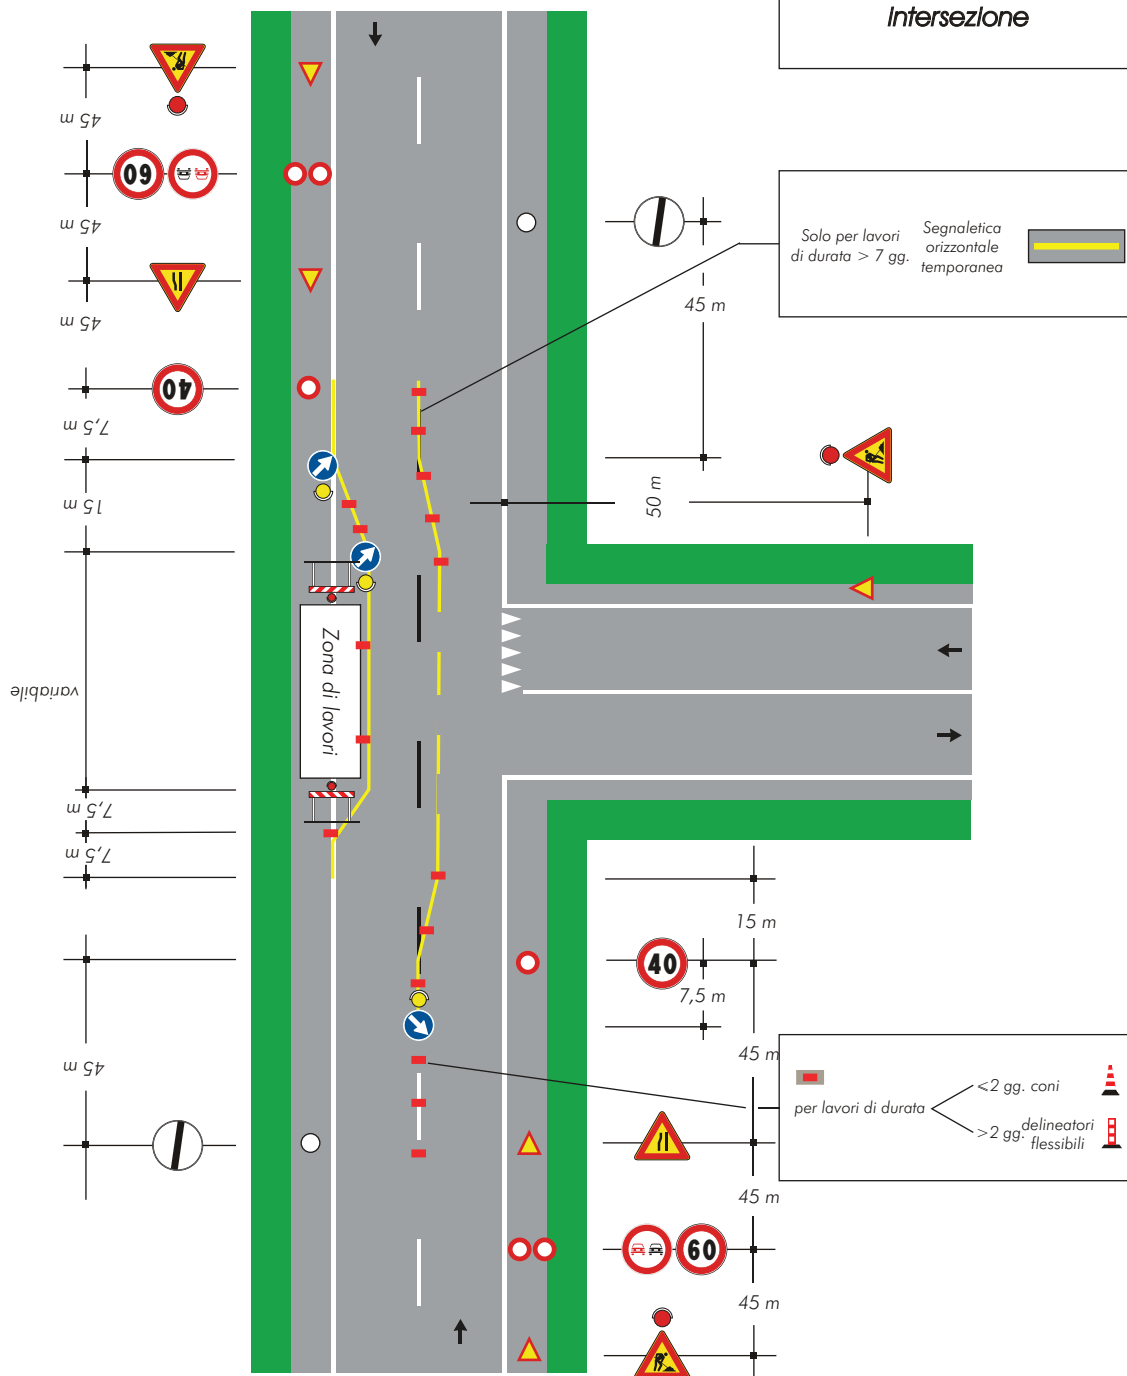 intersezione
45 m
60
45 m
45 m
40
7,5 m
15 m
variabile
7,5 m
7,5 m
45 m
Zona di lavori
45 m
50 m
Solo per lavori
di durata > 7 gg.
Segnaletica
orizzontale
temporanea
15 m
40
7,5 m
45 m
per lavori di durata
<2 gg. coni
>2 gg. delineatori
flessibili
45 m
60
45 m